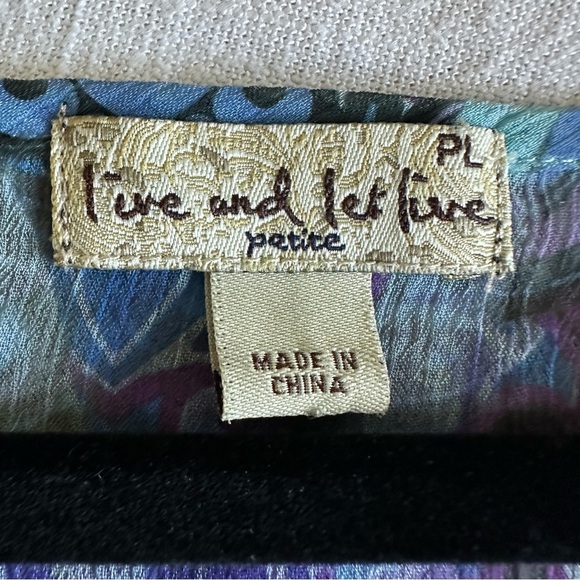 PL
live and let live
petite
MADE IN
CHINA